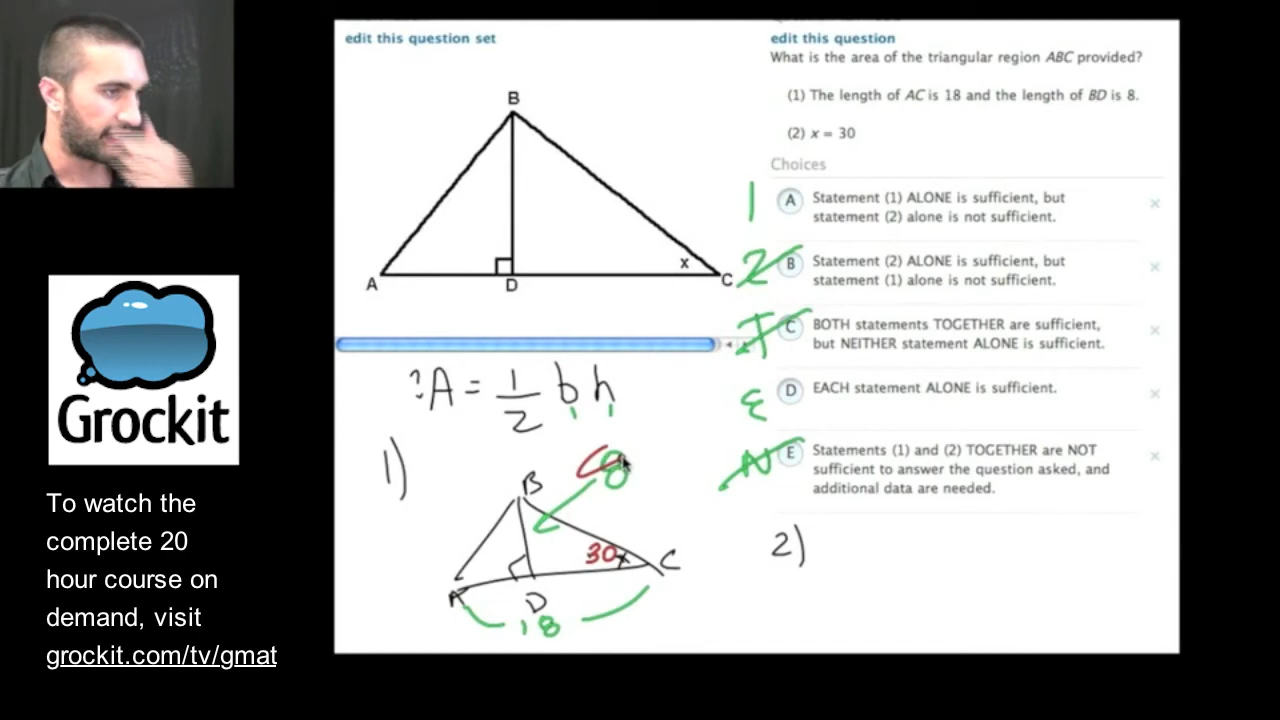 edit this question set
B
A
D
C
x
edit this question
What is the area of the triangular region ABC provided?
(1) The length of AC is 18 and the length of BD is 8.
(2) x = 30
Choices
1
A
Statement (1) ALONE is sufficient, but
statement (2) alone is not sufficient.
2
B
Statement (2) ALONE is sufficient, but
statement (1) alone is not sufficient.
T
C
BOTH statements TOGETHER are sufficient,
but NEITHER statement ALONE is sufficient.
E
D
EACH statement ALONE is sufficient.
N
E
Statements (1) and (2) TOGETHER are NOT
sufficient to answer the question asked, and
additional data are needed.
?A = 1/2 b h
1)
B
8
30
x
C
A
D
18
2)
Grockit
To watch the
complete 20
hour course on
demand, visit
grockit.com/tv/gmat